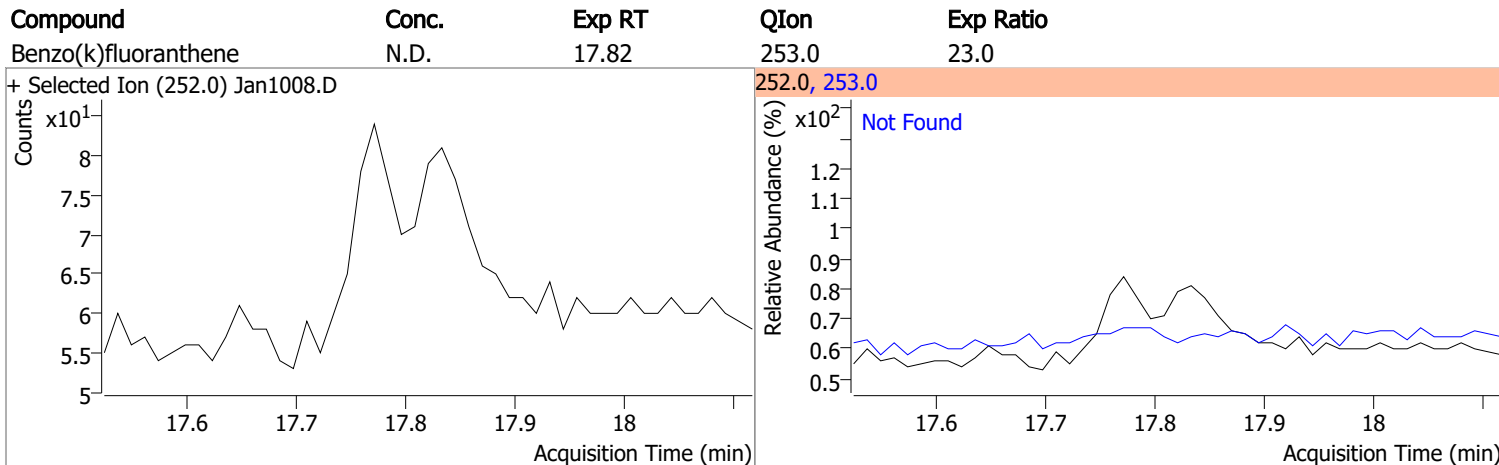 Compound Conc. Exp RT QIon Exp Ratio
Benzo(k)fluoranthene N.D. 17.82 253.0 23.0
+ Selected Ion (252.0) Jan1008.D
Counts
x10¹
8
7.5
7
6.5
6
5.5
5
17.6 17.7 17.8 17.9 18
Acquisition Time (min)
252.0, 253.0
Relative Abundance (%)
x10²
Not Found
1.2
1.1
1
0.9
0.8
0.7
0.6
0.5
17.6 17.7 17.8 17.9 18
Acquisition Time (min)